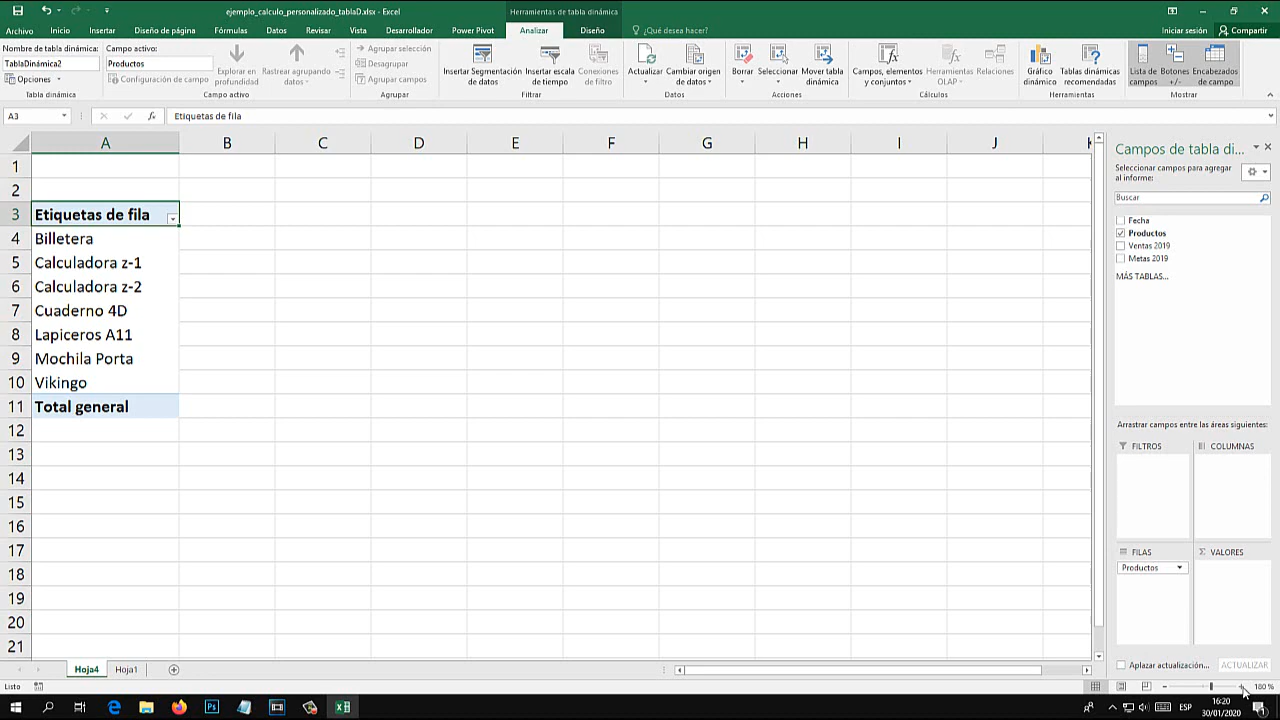 ejemplo_calculo_personalizado_tablaD.xlsx - Excel
Herramientas de tabla dinámica
Archivo Inicio Insertar Diseño de página Fórmulas Datos Revisar Vista Desarrollador Power Pivot Analizar Diseño ¿Qué desea hacer? Iniciar sesión Compartir
Nombre de tabla dinámica:
TablaDinámica2
Opciones
Tabla dinámica
Campo activo:
Productos
Configuración de campo
Explorar en profundidad
Rastrear agrupando datos
Campo activo
Agrupar selección
Desagrupar
Agrupar campos
Agrupar
Insertar Segmentación de datos
Insertar escala de tiempo
Conexiones de filtro
Filtrar
Actualizar
Cambiar origen de datos
Datos
Borrar
Seleccionar
Mover tabla dinámica
Acciones
Campos, elementos y conjuntos
Herramientas OLAP
Relaciones
Cálculos
Gráfico dinámico
Tablas dinámicas recomendadas
Herramientas
Lista de campos
Botones +/-
Encabezados de campo
Mostrar
A3 fx Etiquetas de fila
A B C D E F G H I J K
1
2
3 Etiquetas de fila
4 Billetera
5 Calculadora z-1
6 Calculadora z-2
7 Cuaderno 4D
8 Lapiceros A11
9 Mochila Porta
10 Vikingo
11 Total general
12
13
14
15
16
17
18
19
20
21
Campos de tabla di...
Seleccionar campos para agregar
al informe:
Buscar
Fecha
Productos
Ventas 2019
Metas 2019
MÁS TABLAS...
Arrastrar campos entre las áreas siguientes:
FILTROS
COLUMNAS
FILAS
Σ VALORES
Productos
Aplazar actualización... ACTUALIZAR
Hoja4 Hoja1
Listo
180 %
ESP
16:20
30/01/2020